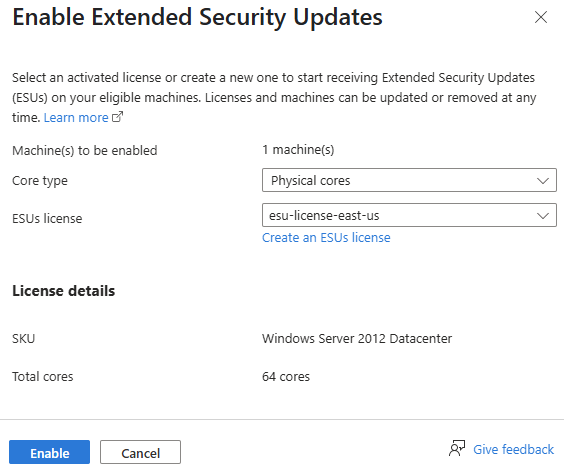 Enable Extended Security Updates
Select an activated license or create a new one to start receiving Extended Security Updates
(ESUs) on your eligible machines. Licenses and machines can be updated or removed at any
time. Learn more
Machine(s) to be enabled 1 machine(s)
Core type Physical cores
ESUs license esu-license-east-us
Create an ESUs license
License details
SKU Windows Server 2012 Datacenter
Total cores 64 cores
Enable Cancel Give feedback